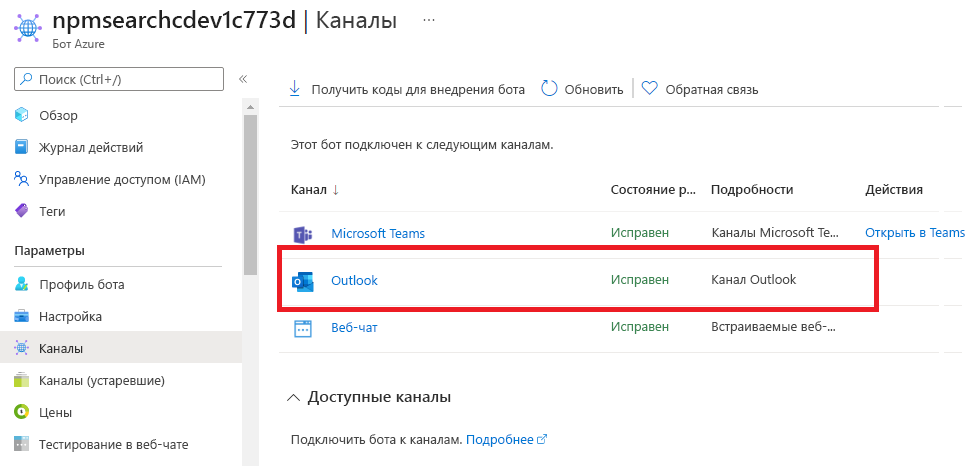 npmsearchcdev1c773d | Каналы ...
Бот Azure
Поиск (Ctrl+/)
«
Обзор
Журнал действий
Управление доступом (IAM)
Теги
Параметры
Профиль бота
Настройка
Каналы
Каналы (устаревшие)
Цены
Тестирование в веб-чате
Получить коды для внедрения бота Обновить Обратная связь
Этот бот подключен к следующим каналам.
Канал ↓ Состояние р... Подробности Действия
Microsoft Teams Исправен Каналы Microsoft Te... Открыть в Teams
Outlook Исправен Канал Outlook
Веб-чат Исправен Встраиваемые веб-...
Доступные каналы
Подключить бота к каналам. Подробнее